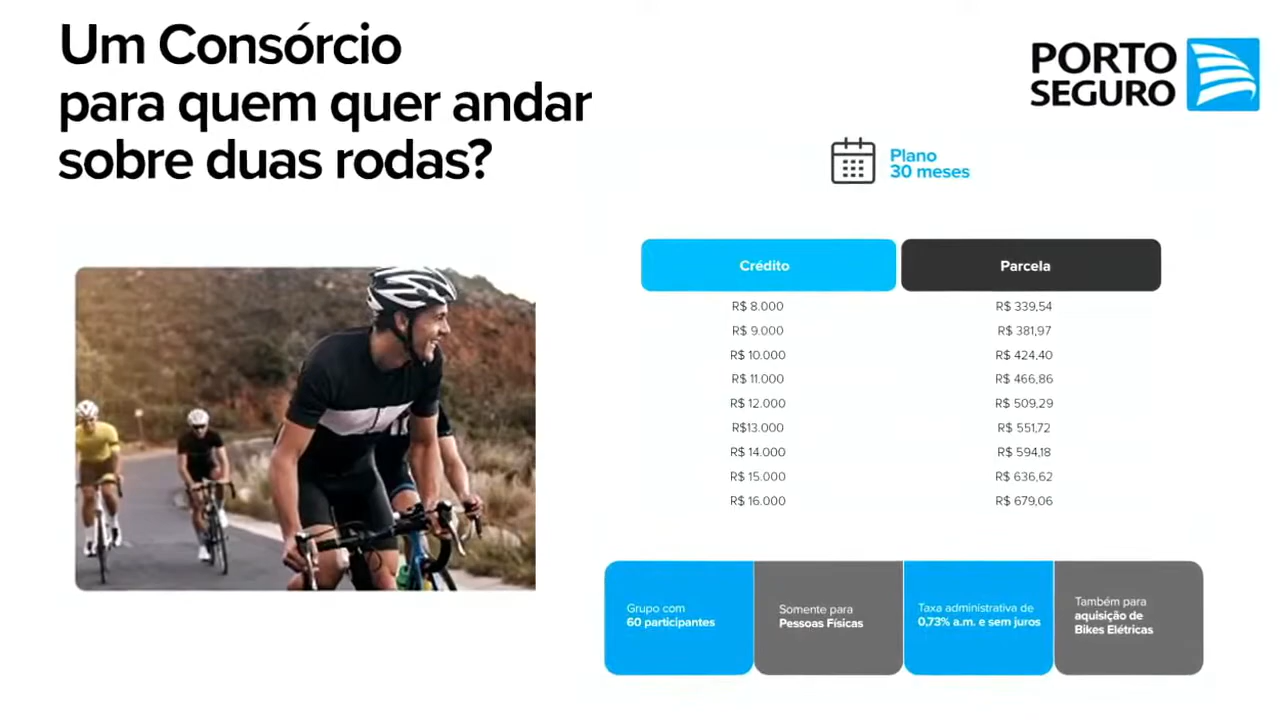 Um Consórcio
para quem quer andar
sobre duas rodas?
PORTO
SEGURO
Plano
30 meses
Crédito Parcela
R$ 8.000 R$ 339,54
R$ 9.000 R$ 381,97
R$ 10.000 R$ 424,40
R$ 11.000 R$ 466,86
R$ 12.000 R$ 509,29
R$13.000 R$ 551,72
R$ 14.000 R$ 594,18
R$ 15.000 R$ 636,62
R$ 16.000 R$ 679,06
Grupo com
60 participantes
Somente para
Pessoas Físicas
Taxa administrativa de
0,73% a.m. e sem juros
Também para
aquisição de
Bikes Elétricas